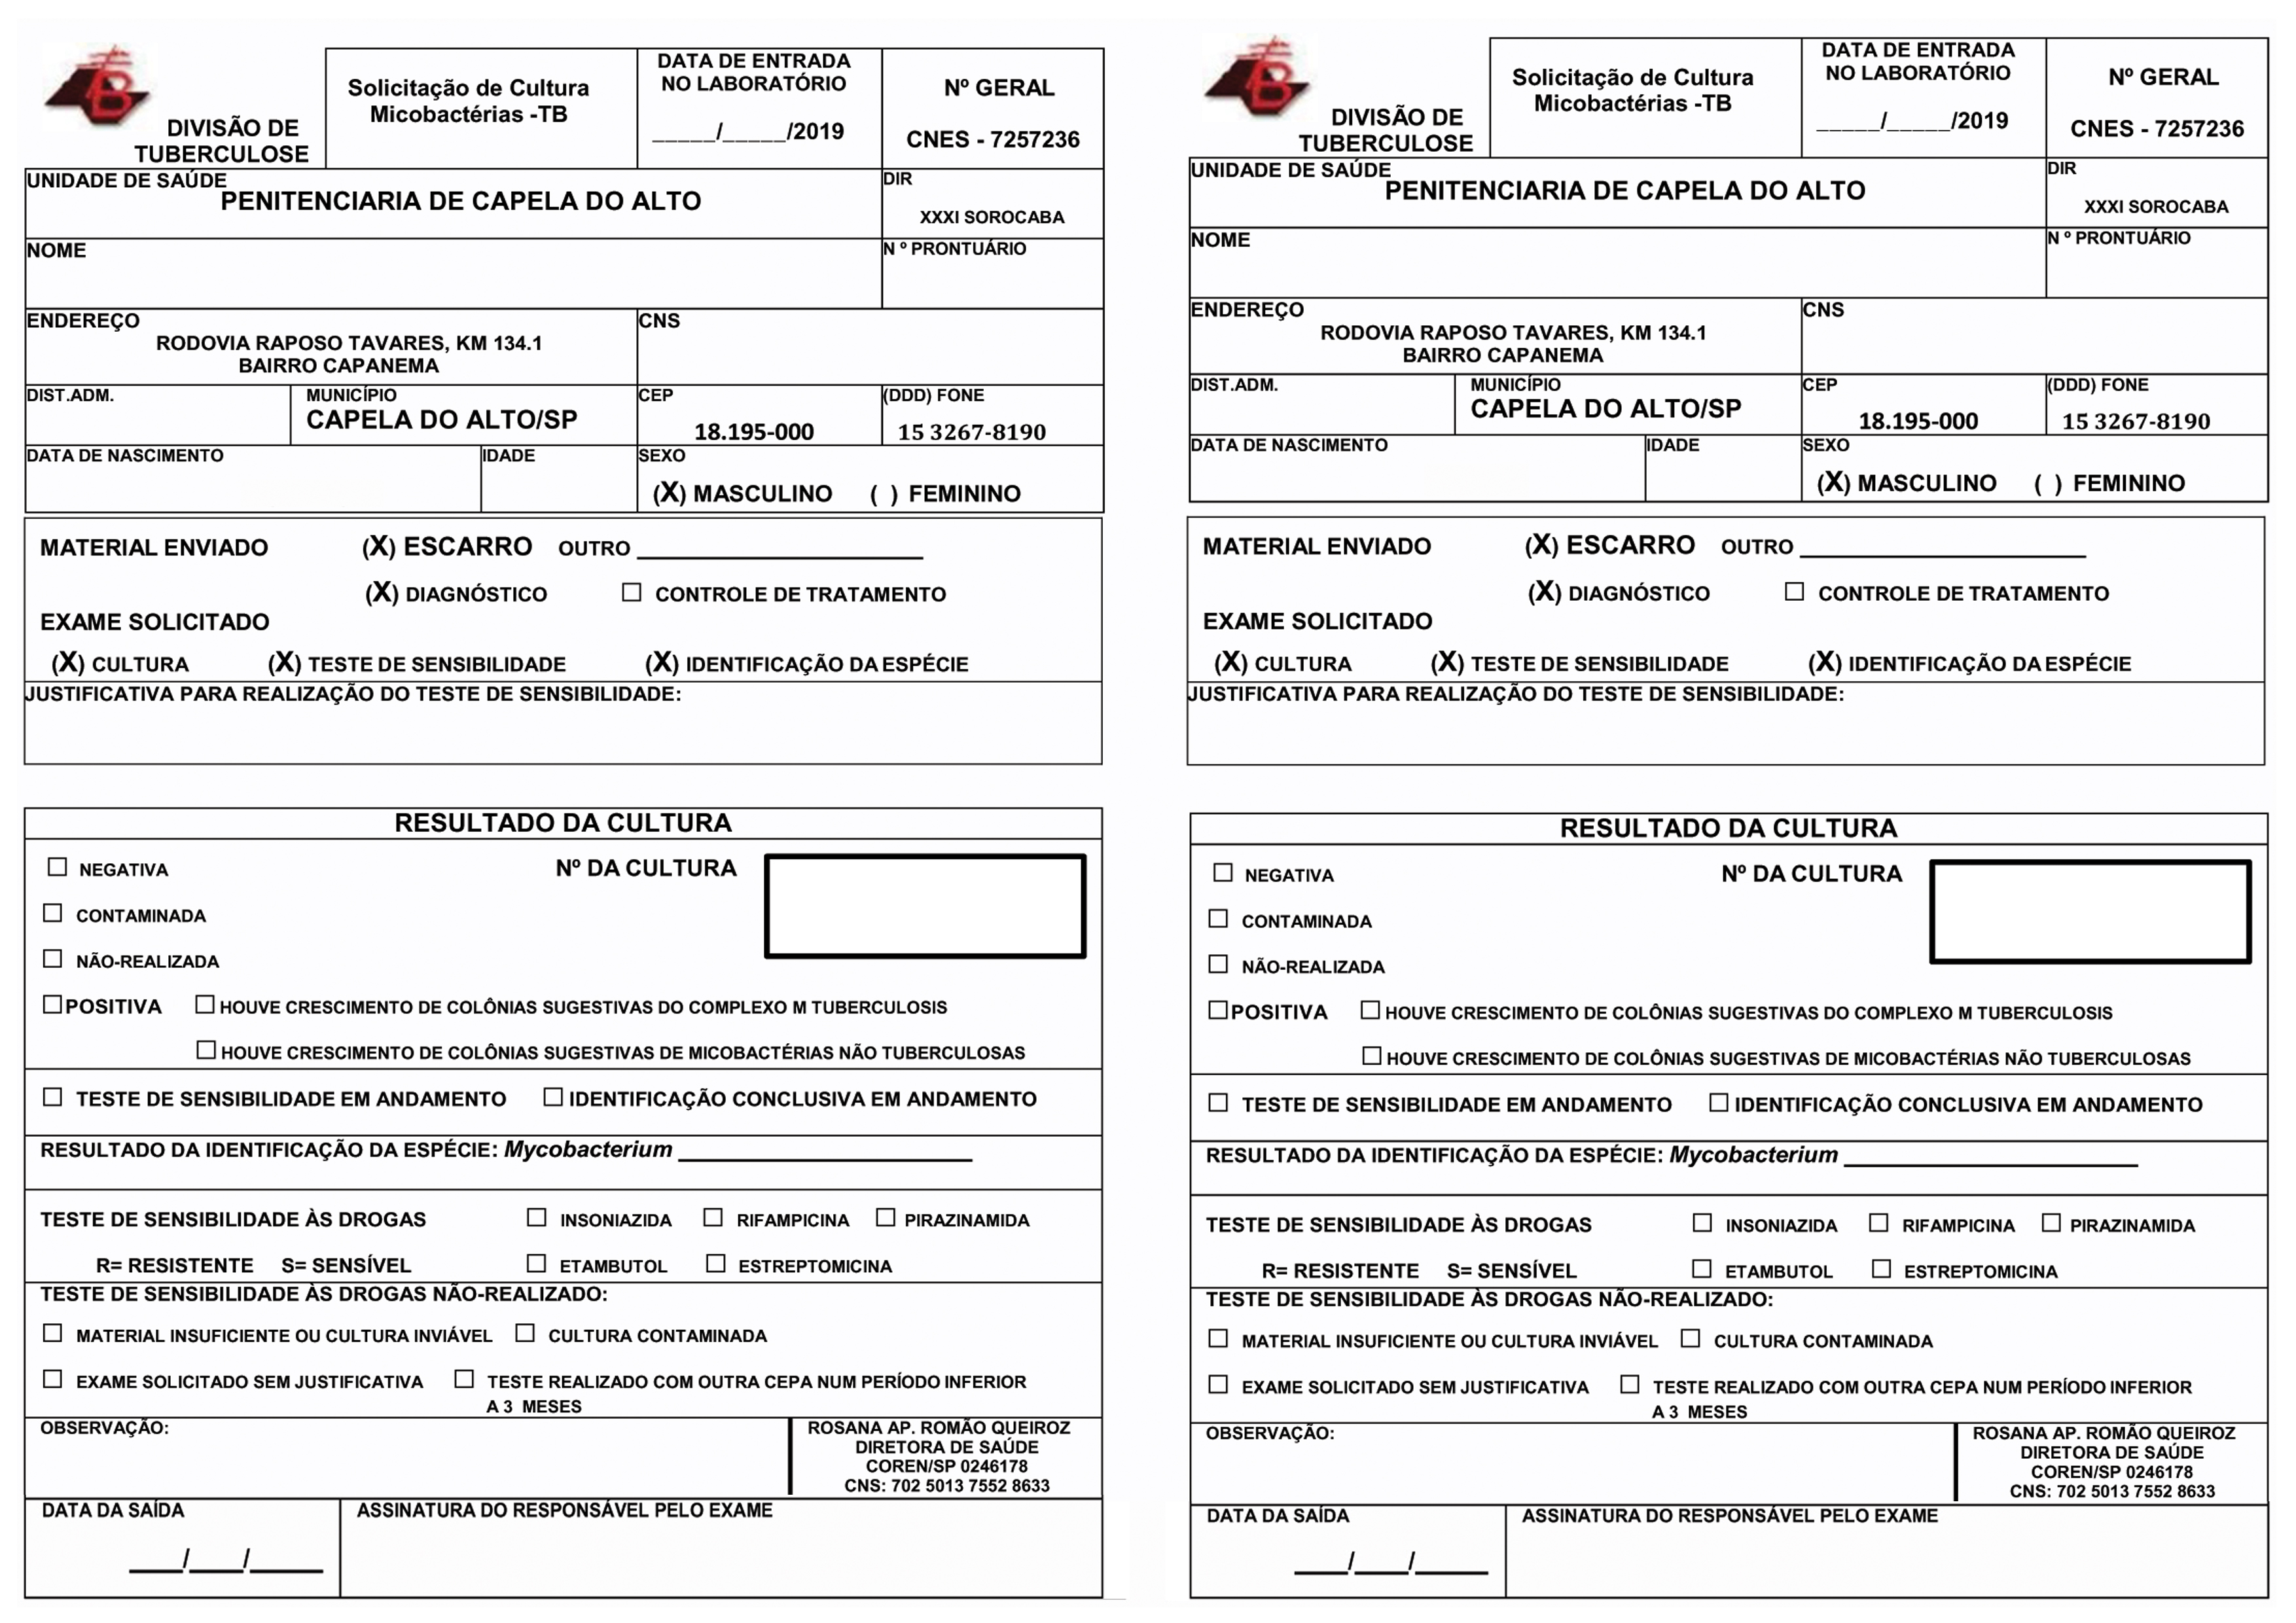 DIVISÃO DE
TUBERCULOSE
Solicitação de Cultura
Micobactérias -TB
DATA DE ENTRADA
NO LABORATÓRIO
_____/_____/2019
Nº GERAL
CNES - 7257236
UNIDADE DE SAÚDE
PENITENCIARIA DE CAPELA DO ALTO
DIR
XXXI SOROCABA
NOME
N º PRONTUÁRIO
ENDEREÇO
RODOVIA RAPOSO TAVARES, KM 134.1
BAIRRO CAPANEMA
CNS
DIST.ADM.
MUNICÍPIO
CAPELA DO ALTO/SP
CEP
18.195-000
(DDD) FONE
15 3267-8190
DATA DE NASCIMENTO
IDADE
SEXO
(X) MASCULINO ( ) FEMININO
MATERIAL ENVIADO (X) ESCARRO OUTRO ____________________
(X) DIAGNÓSTICO ☐ CONTROLE DE TRATAMENTO
EXAME SOLICITADO
(X) CULTURA (X) TESTE DE SENSIBILIDADE (X) IDENTIFICAÇÃO DA ESPÉCIE
JUSTIFICATIVA PARA REALIZAÇÃO DO TESTE DE SENSIBILIDADE:
RESULTADO DA CULTURA
☐ NEGATIVA Nº DA CULTURA
☐ CONTAMINADA
☐ NÃO-REALIZADA
☐ POSITIVA ☐ HOUVE CRESCIMENTO DE COLÔNIAS SUGESTIVAS DO COMPLEXO M TUBERCULOSIS
☐ HOUVE CRESCIMENTO DE COLÔNIAS SUGESTIVAS DE MICOBACTÉRIAS NÃO TUBERCULOSAS
☐ TESTE DE SENSIBILIDADE EM ANDAMENTO ☐ IDENTIFICAÇÃO CONCLUSIVA EM ANDAMENTO
RESULTADO DA IDENTIFICAÇÃO DA ESPÉCIE: Mycobacterium ____________________
TESTE DE SENSIBILIDADE ÀS DROGAS ☐ INSONIAZIDA ☐ RIFAMPICINA ☐ PIRAZINAMIDA
R= RESISTENTE S= SENSÍVEL ☐ ETAMBUTOL ☐ ESTREPTOMICINA
TESTE DE SENSIBILIDADE ÀS DROGAS NÃO-REALIZADO:
☐ MATERIAL INSUFICIENTE OU CULTURA INVIÁVEL ☐ CULTURA CONTAMINADA
☐ EXAME SOLICITADO SEM JUSTIFICATIVA ☐ TESTE REALIZADO COM OUTRA CEPA NUM PERÍODO INFERIOR
A 3 MESES
OBSERVAÇÃO:
ROSANA AP. ROMÃO QUEIROZ
DIRETORA DE SAÚDE
COREN/SP 0246178
CNS: 702 5013 7552 8633
DATA DA SAÍDA
____/____/_____
ASSINATURA DO RESPONSÁVEL PELO EXAME
DIVISÃO DE
TUBERCULOSE
Solicitação de Cultura
Micobactérias -TB
DATA DE ENTRADA
NO LABORATÓRIO
_____/_____/2019
Nº GERAL
CNES - 7257236
UNIDADE DE SAÚDE
PENITENCIARIA DE CAPELA DO ALTO
DIR
XXXI SOROCABA
NOME
N º PRONTUÁRIO
ENDEREÇO
RODOVIA RAPOSO TAVARES, KM 134.1
BAIRRO CAPANEMA
CNS
DIST.ADM.
MUNICÍPIO
CAPELA DO ALTO/SP
CEP
18.195-000
(DDD) FONE
15 3267-8190
DATA DE NASCIMENTO
IDADE
SEXO
(X) MASCULINO ( ) FEMININO
MATERIAL ENVIADO (X) ESCARRO OUTRO ____________________
(X) DIAGNÓSTICO ☐ CONTROLE DE TRATAMENTO
EXAME SOLICITADO
(X) CULTURA (X) TESTE DE SENSIBILIDADE (X) IDENTIFICAÇÃO DA ESPÉCIE
JUSTIFICATIVA PARA REALIZAÇÃO DO TESTE DE SENSIBILIDADE:
RESULTADO DA CULTURA
☐ NEGATIVA Nº DA CULTURA
☐ CONTAMINADA
☐ NÃO-REALIZADA
☐ POSITIVA ☐ HOUVE CRESCIMENTO DE COLÔNIAS SUGESTIVAS DO COMPLEXO M TUBERCULOSIS
☐ HOUVE CRESCIMENTO DE COLÔNIAS SUGESTIVAS DE MICOBACTÉRIAS NÃO TUBERCULOSAS
☐ TESTE DE SENSIBILIDADE EM ANDAMENTO ☐ IDENTIFICAÇÃO CONCLUSIVA EM ANDAMENTO
RESULTADO DA IDENTIFICAÇÃO DA ESPÉCIE: Mycobacterium ____________________
TESTE DE SENSIBILIDADE ÀS DROGAS ☐ INSONIAZIDA ☐ RIFAMPICINA ☐ PIRAZINAMIDA
R= RESISTENTE S= SENSÍVEL ☐ ETAMBUTOL ☐ ESTREPTOMICINA
TESTE DE SENSIBILIDADE ÀS DROGAS NÃO-REALIZADO:
☐ MATERIAL INSUFICIENTE OU CULTURA INVIÁVEL ☐ CULTURA CONTAMINADA
☐ EXAME SOLICITADO SEM JUSTIFICATIVA ☐ TESTE REALIZADO COM OUTRA CEPA NUM PERÍODO INFERIOR
A 3 MESES
OBSERVAÇÃO:
ROSANA AP. ROMÃO QUEIROZ
DIRETORA DE SAÚDE
COREN/SP 0246178
CNS: 702 5013 7552 8633
DATA DA SAÍDA
____/____/_____
ASSINATURA DO RESPONSÁVEL PELO EXAME